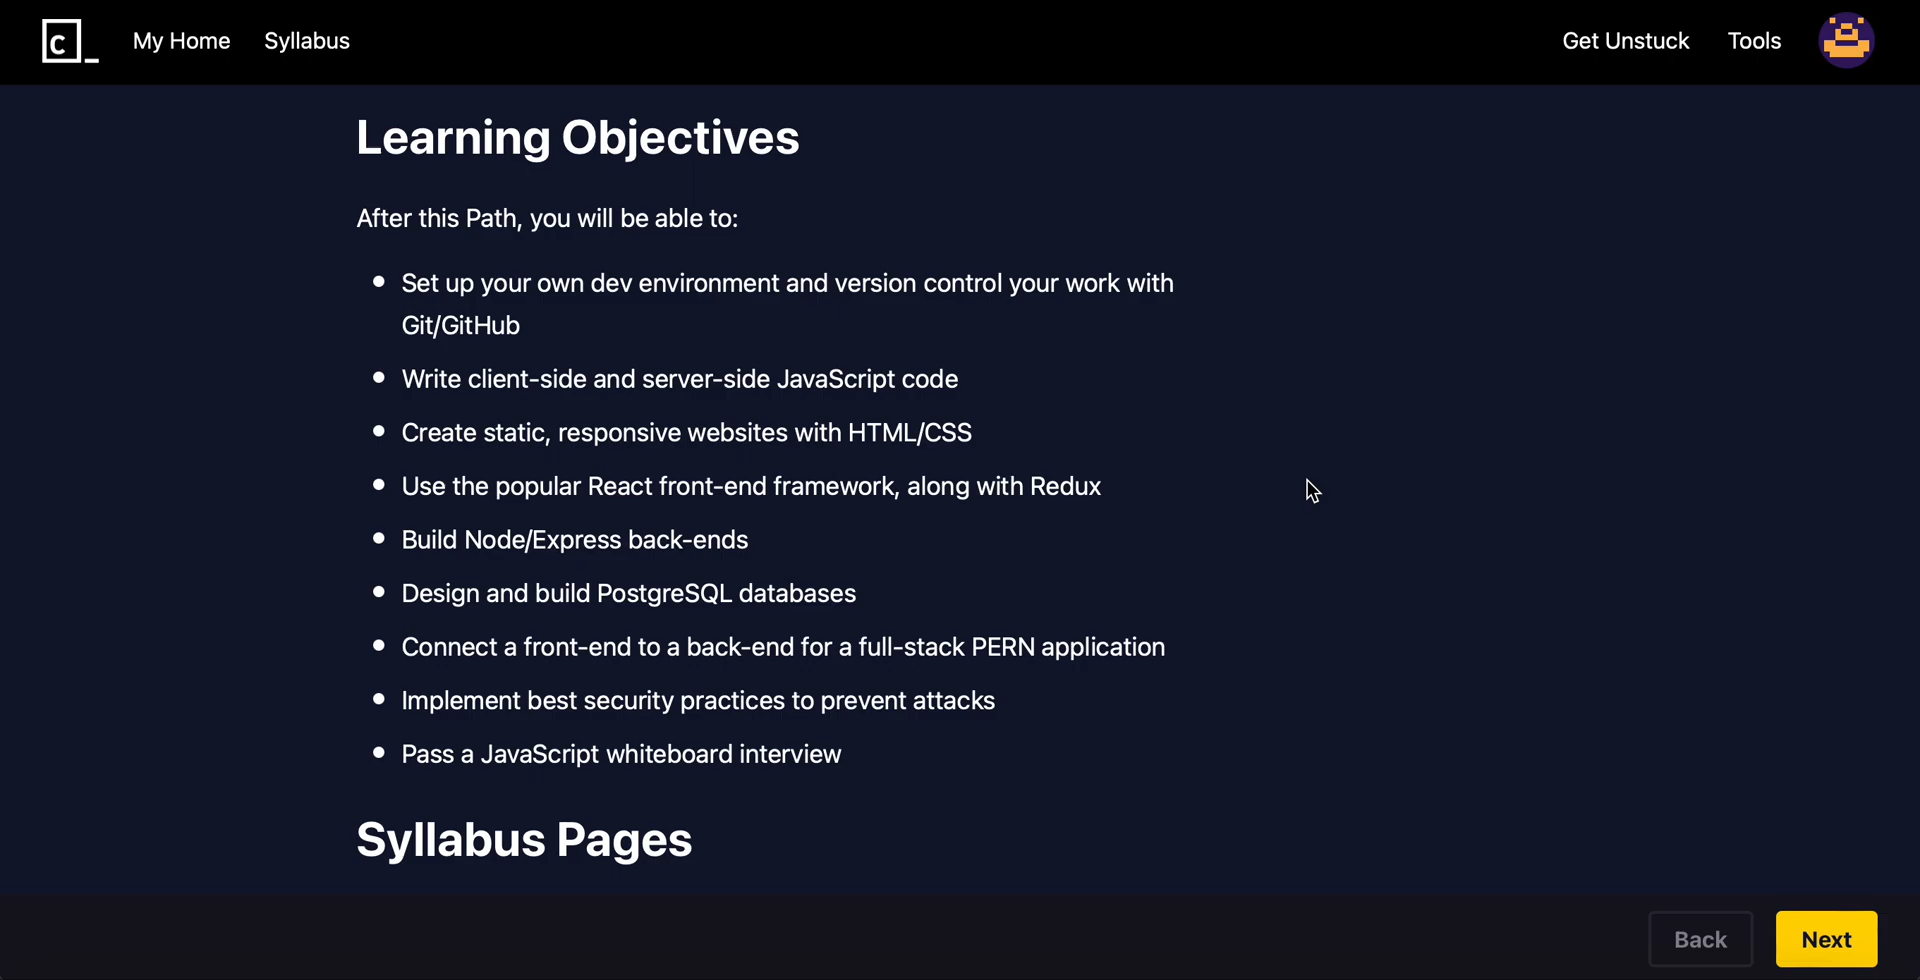 c_ My Home Syllabus Get Unstuck Tools
Learning Objectives
After this Path, you will be able to:
Set up your own dev environment and version control your work with
Git/GitHub
Write client-side and server-side JavaScript code
Create static, responsive websites with HTML/CSS
Use the popular React front-end framework, along with Redux
Build Node/Express back-ends
Design and build PostgreSQL databases
Connect a front-end to a back-end for a full-stack PERN application
Implement best security practices to prevent attacks
Pass a JavaScript whiteboard interview
Syllabus Pages
Back Next